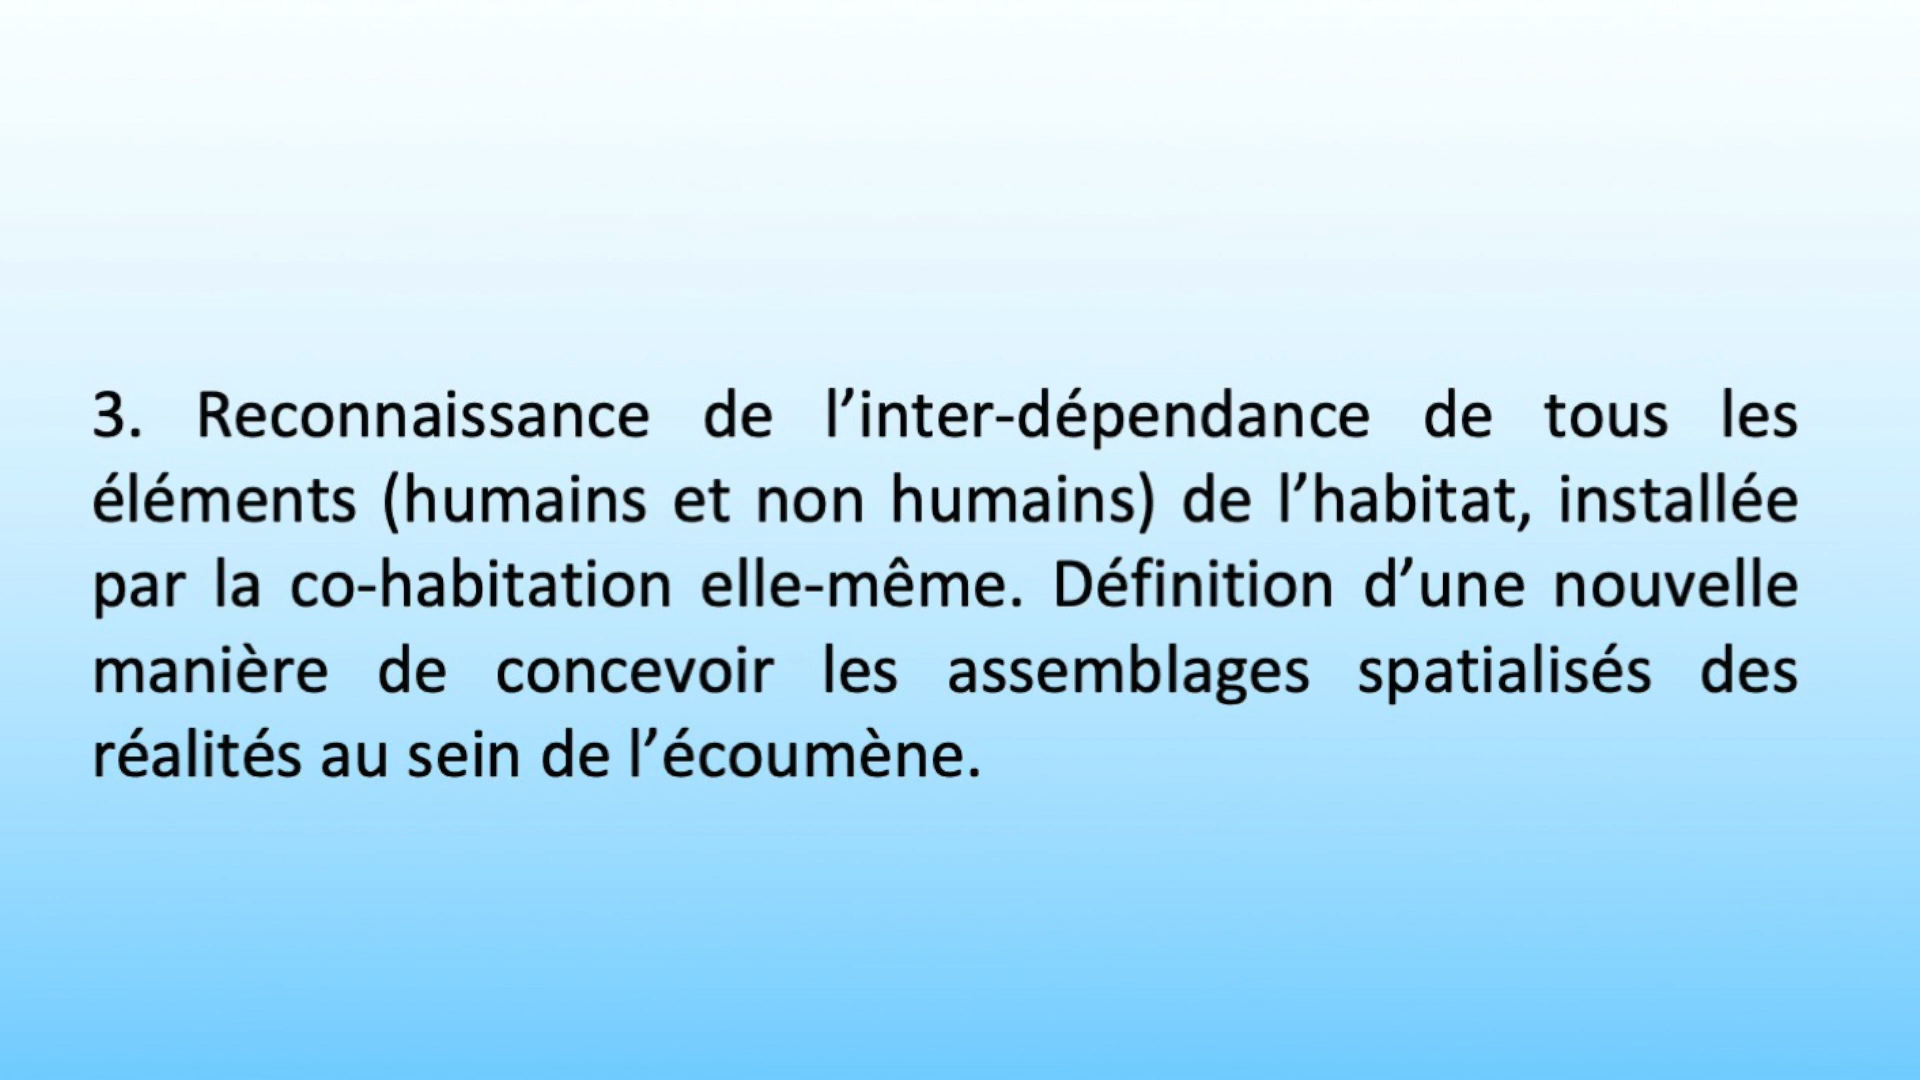 3. Reconnaissance de l’inter-dépendance de tous les
éléments (humains et non humains) de l’habitat, installée
par la co-habitation elle-même. Définition d’une nouvelle
manière de concevoir les assemblages spatialisés des
réalités au sein de l’écoumène.